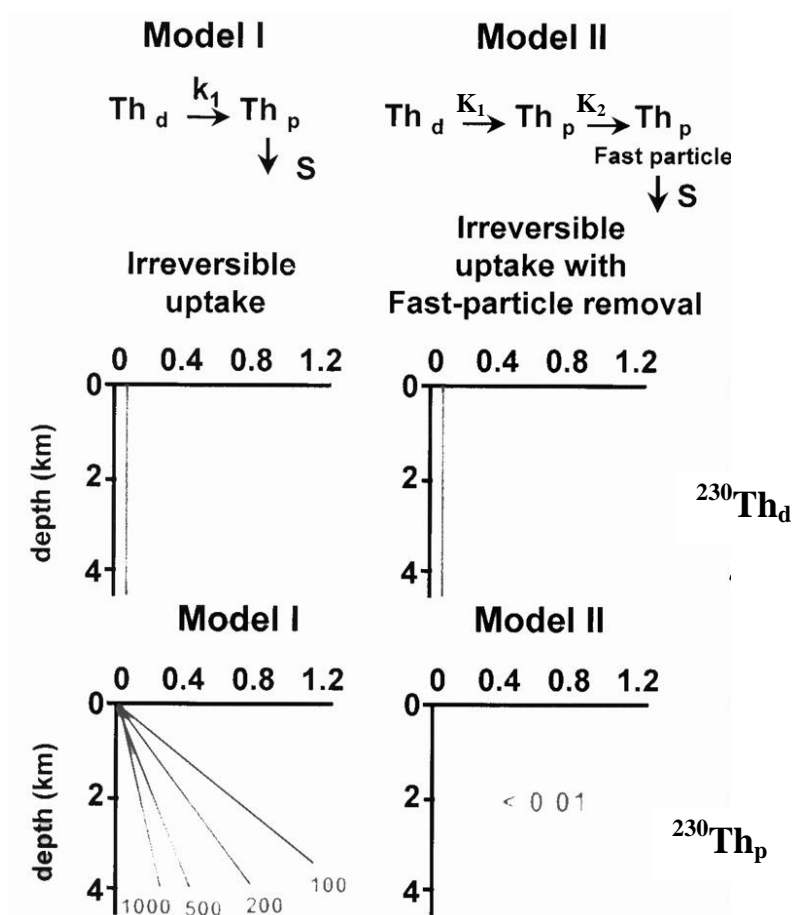 Model I
Model II
Th d k1 → Th p
↓ S
Th d K1 → Th p K2 → Th p
Fast particle
↓ S
Irreversible
uptake
Irreversible
uptake with
Fast-particle removal
0 0.4 0.8 1.2
0
2
4
depth (km)
0 0.4 0.8 1.2
0
2
4
230Thd
Model I
Model II
0 0.4 0.8 1.2
0
2
4
depth (km)
1000 500 200 100
0 0.4 0.8 1.2
0
2
4
< 0 01
230Thp